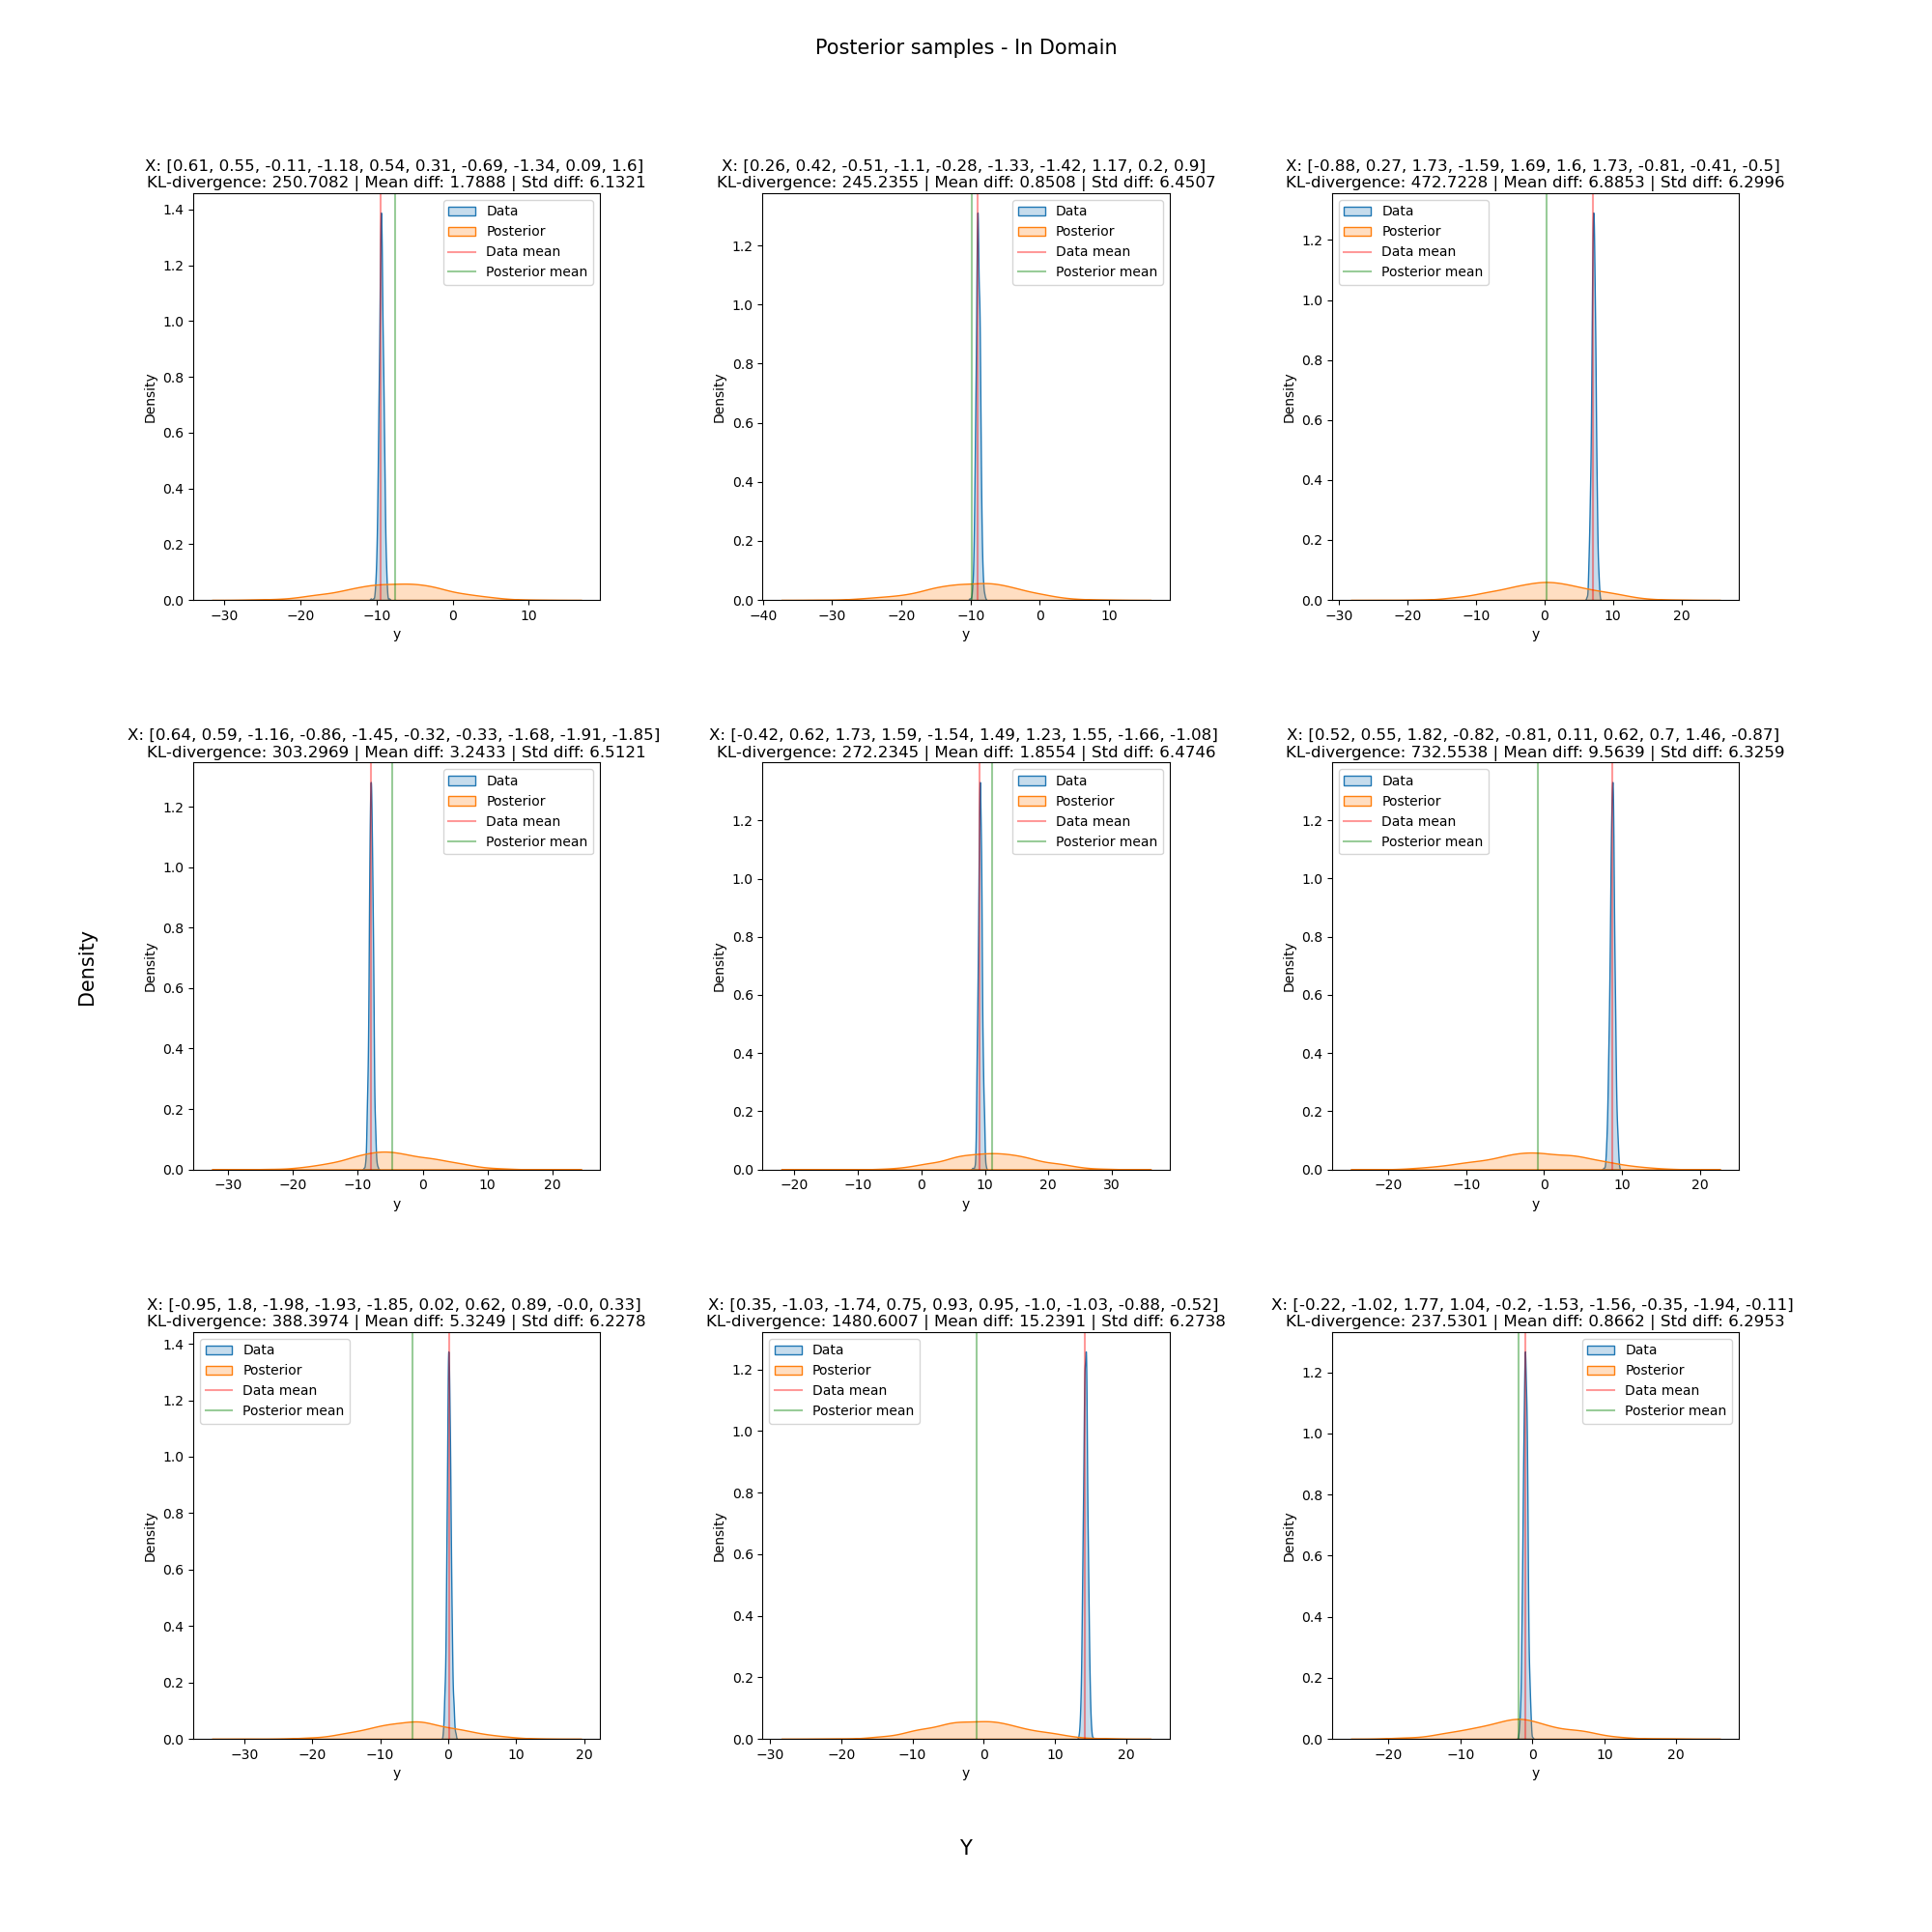 Posterior samples - In Domain
X: [0.61, 0.55, -0.11, -1.18, 0.54, 0.31, -0.69, -1.34, 0.09, 1.6]
KL-divergence: 250.7082 | Mean diff: 1.7888 | Std diff: 6.1321
Data
Posterior
Data mean
Posterior mean
1.4
1.2
1.0
0.8
0.6
0.4
0.2
0.0
Density
−30 −20 −10 0 10
y
X: [0.26, 0.42, -0.51, -1.1, -0.28, -1.33, -1.42, 1.17, 0.2, 0.9]
KL-divergence: 245.2355 | Mean diff: 0.8508 | Std diff: 6.4507
Data
Posterior
Data mean
Posterior mean
1.2
1.0
0.8
0.6
0.4
0.2
0.0
Density
−40 −30 −20 −10 0 10
y
X: [-0.88, 0.27, 1.73, -1.59, 1.69, 1.6, 1.73, -0.81, -0.41, -0.5]
KL-divergence: 472.7228 | Mean diff: 6.8853 | Std diff: 6.2996
Data
Posterior
Data mean
Posterior mean
1.2
1.0
0.8
0.6
0.4
0.2
0.0
Density
−30 −20 −10 0 10 20
y
X: [0.64, 0.59, -1.16, -0.86, -1.45, -0.32, -0.33, -1.68, -1.91, -1.85]
KL-divergence: 303.2969 | Mean diff: 3.2433 | Std diff: 6.5121
Data
Posterior
Data mean
Posterior mean
1.2
1.0
0.8
0.6
0.4
0.2
0.0
Density
−30 −20 −10 0 10 20
y
X: [-0.42, 0.62, 1.73, 1.59, -1.54, 1.49, 1.23, 1.55, -1.66, -1.08]
KL-divergence: 272.2345 | Mean diff: 1.8554 | Std diff: 6.4746
Data
Posterior
Data mean
Posterior mean
1.2
1.0
0.8
0.6
0.4
0.2
0.0
Density
−20 −10 0 10 20 30
y
X: [0.52, 0.55, 1.82, -0.82, -0.81, 0.11, 0.62, 0.7, 1.46, -0.87]
KL-divergence: 732.5538 | Mean diff: 9.5639 | Std diff: 6.3259
Data
Posterior
Data mean
Posterior mean
1.2
1.0
0.8
0.6
0.4
0.2
0.0
Density
−20 −10 0 10 20
y
Density
X: [-0.95, 1.8, -1.98, -1.93, -1.85, 0.02, 0.62, 0.89, -0.0, 0.33]
KL-divergence: 388.3974 | Mean diff: 5.3249 | Std diff: 6.2278
Data
Posterior
Data mean
Posterior mean
1.4
1.2
1.0
0.8
0.6
0.4
0.2
0.0
Density
−30 −20 −10 0 10 20
y
X: [0.35, -1.03, -1.74, 0.75, 0.93, 0.95, -1.0, -1.03, -0.88, -0.52]
KL-divergence: 1480.6007 | Mean diff: 15.2391 | Std diff: 6.2738
Data
Posterior
Data mean
Posterior mean
1.2
1.0
0.8
0.6
0.4
0.2
0.0
Density
−30 −20 −10 0 10 20
y
X: [-0.22, -1.02, 1.77, 1.04, -0.2, -1.53, -1.56, -0.35, -1.94, -0.11]
KL-divergence: 237.5301 | Mean diff: 0.8662 | Std diff: 6.2953
Data
Posterior
Data mean
Posterior mean
1.2
1.0
0.8
0.6
0.4
0.2
0.0
Density
−20 −10 0 10 20
y
Y